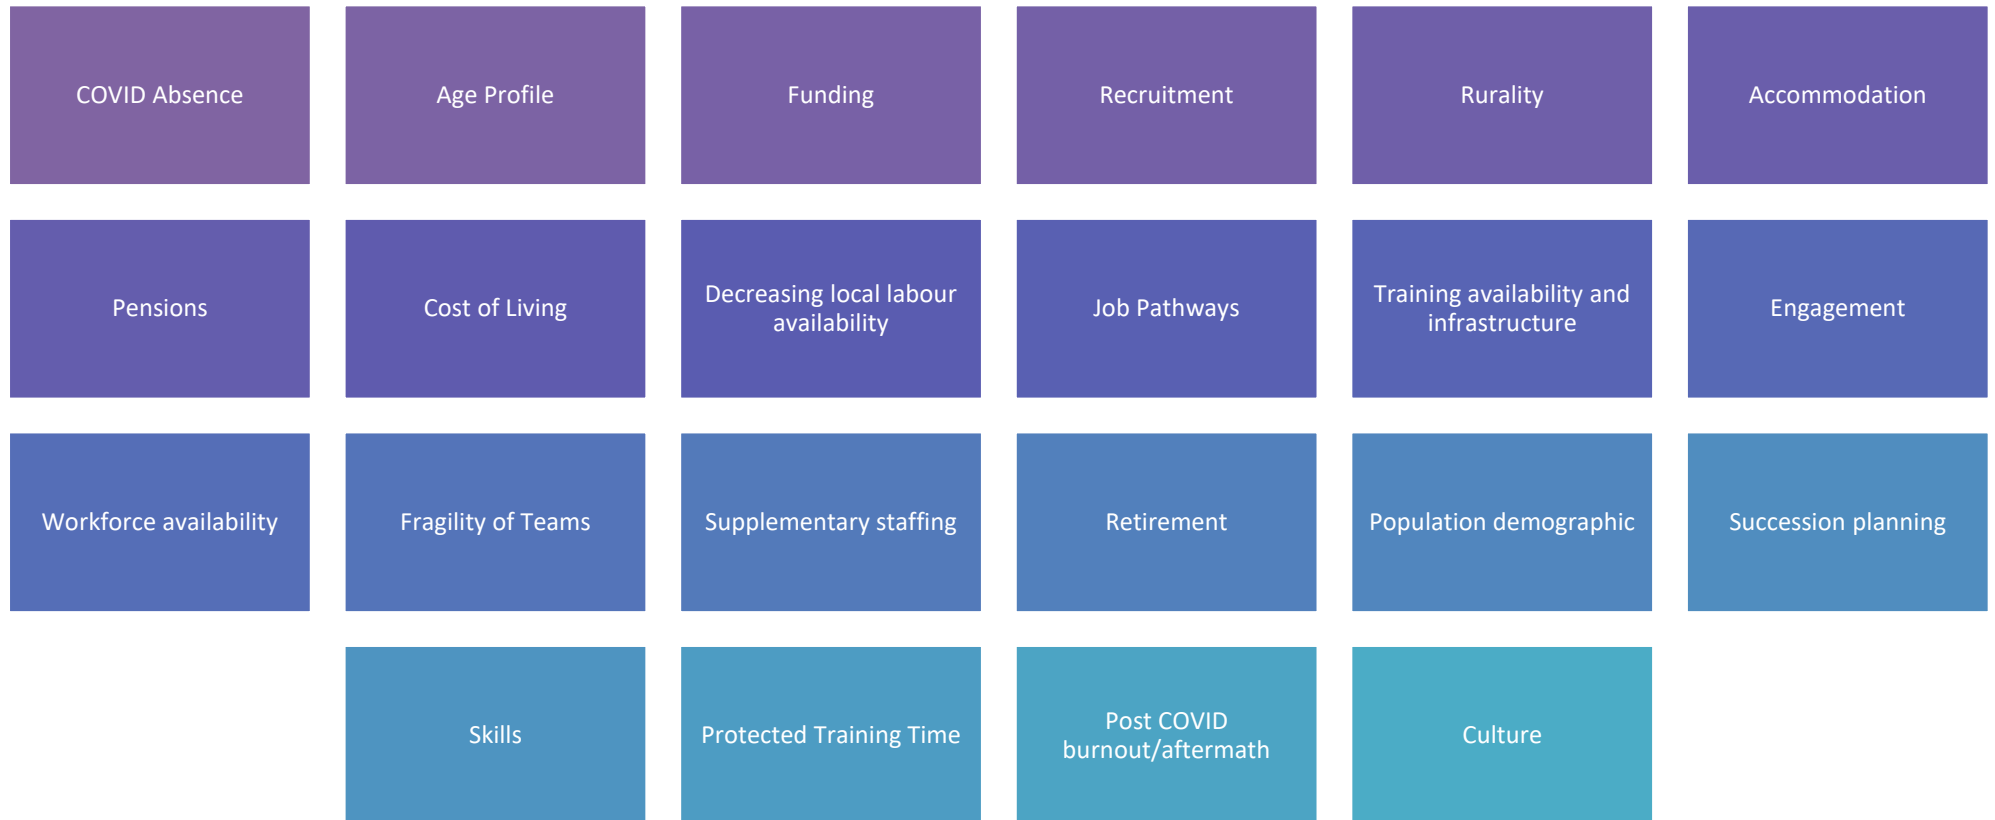 COVID Absence
Age Profile
Funding
Recruitment
Rurality
Accommodation
Pensions
Cost of Living
Decreasing local labour
availability
Job Pathways
Training availability and
infrastructure
Engagement
Workforce availability
Fragility of Teams
Supplementary staffing
Retirement
Population demographic
Succession planning
Skills
Protected Training Time
Post COVID
burnout/aftermath
Culture